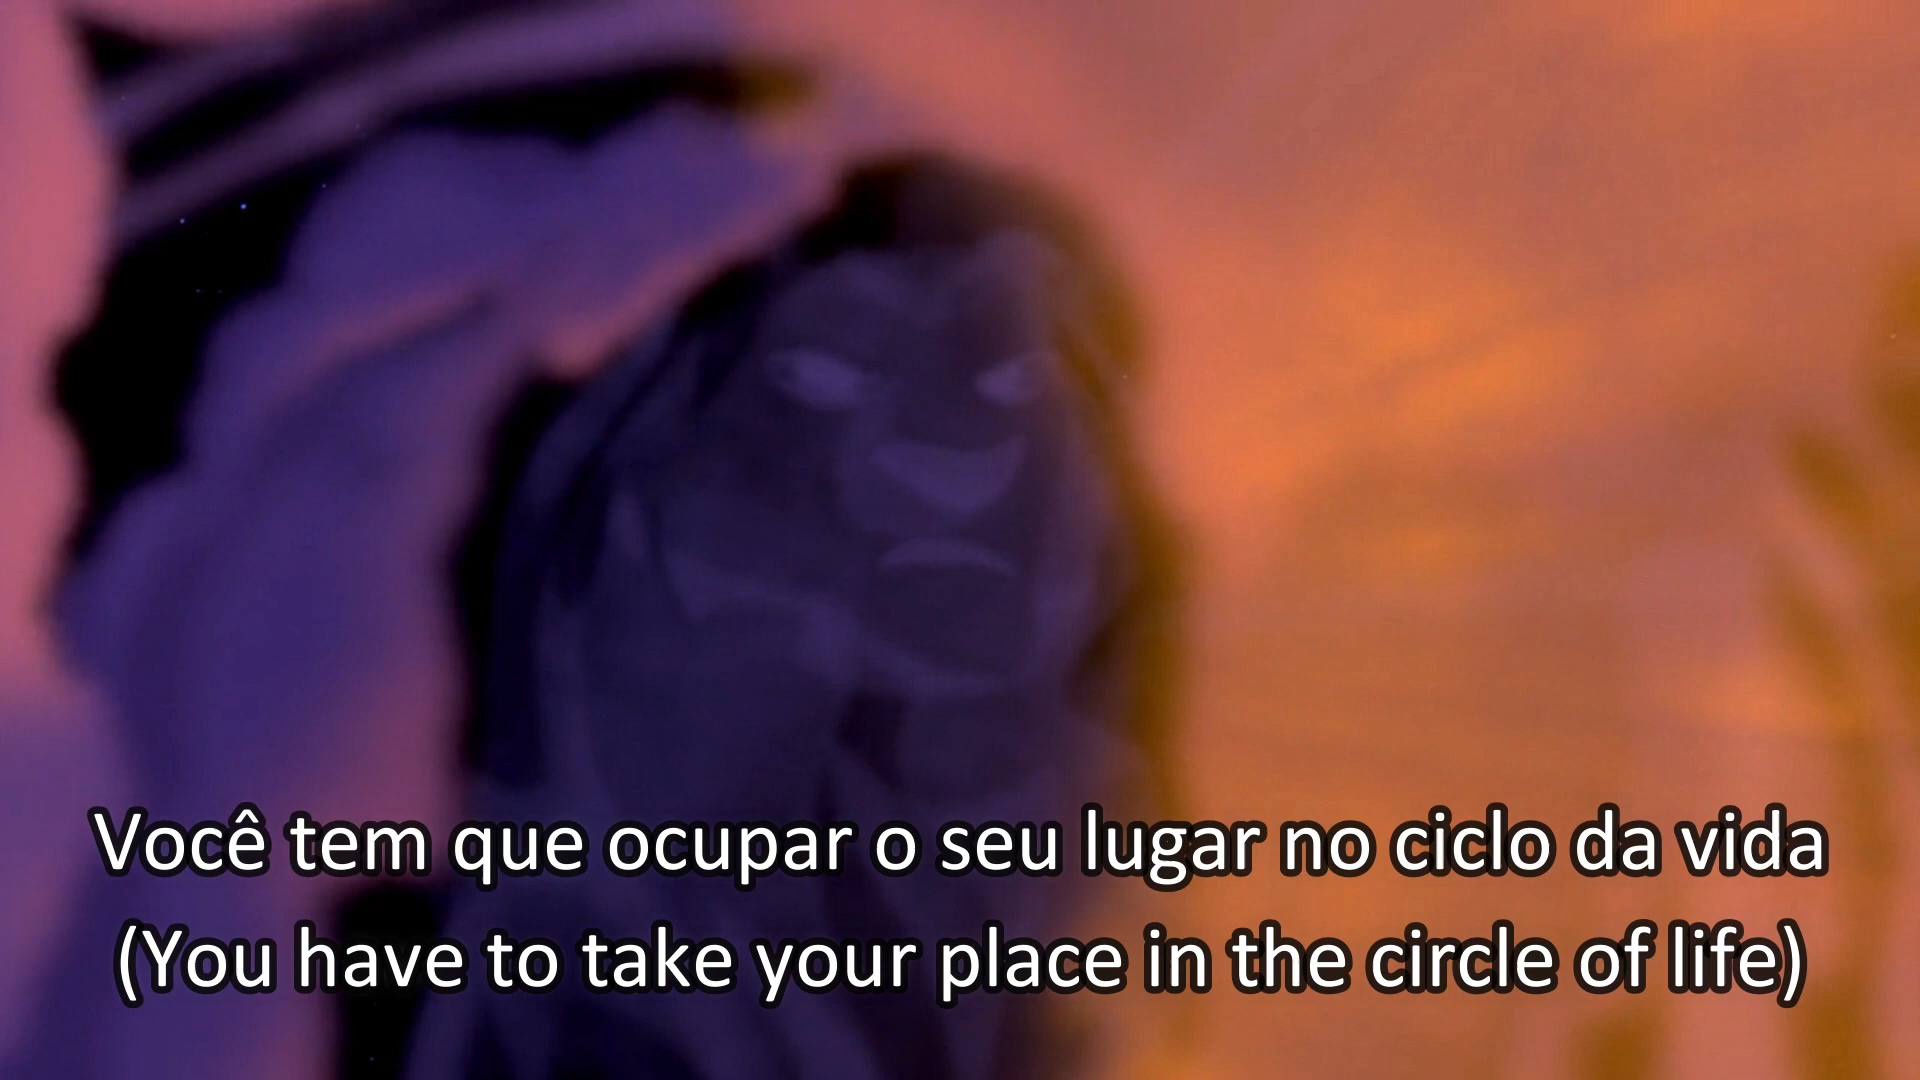 Você tem que ocupar o seu lugar no ciclo da vida
(You have to take your place in the circle of life)